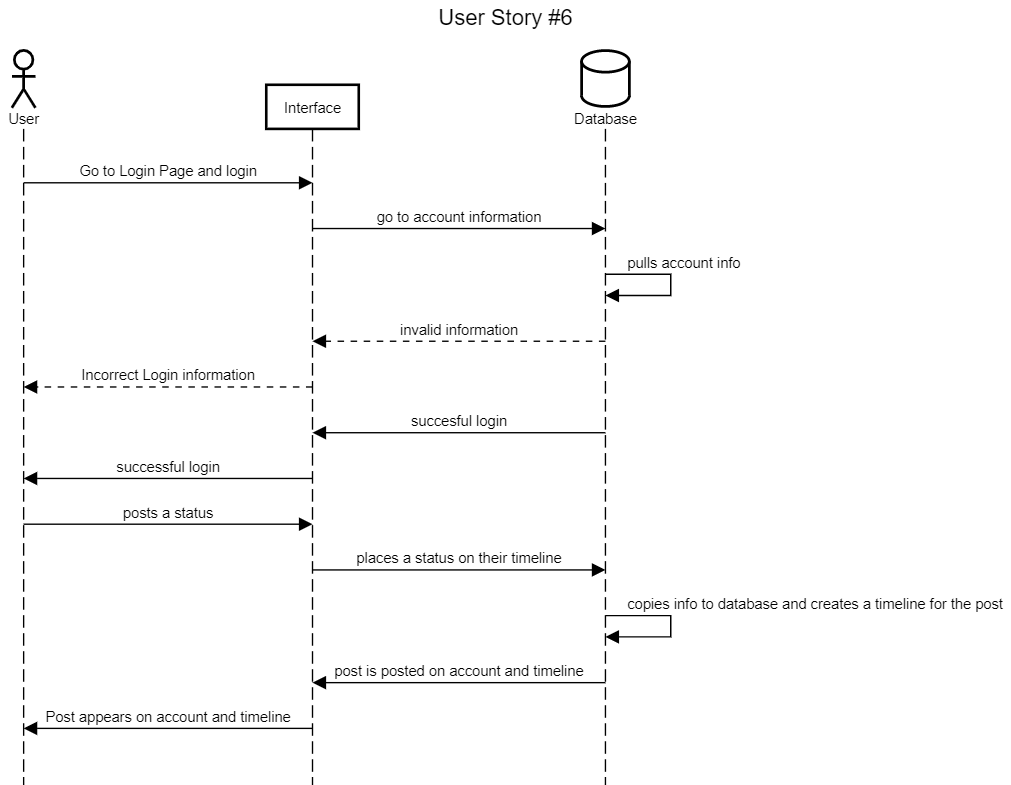 User Story #6
User
Interface
Database
Go to Login Page and login
go to account information
pulls account info
invalid information
Incorrect Login information
succesful login
successful login
posts a status
places a status on their timeline
copies info to database and creates a timeline for the post
post is posted on account and timeline
Post appears on account and timeline